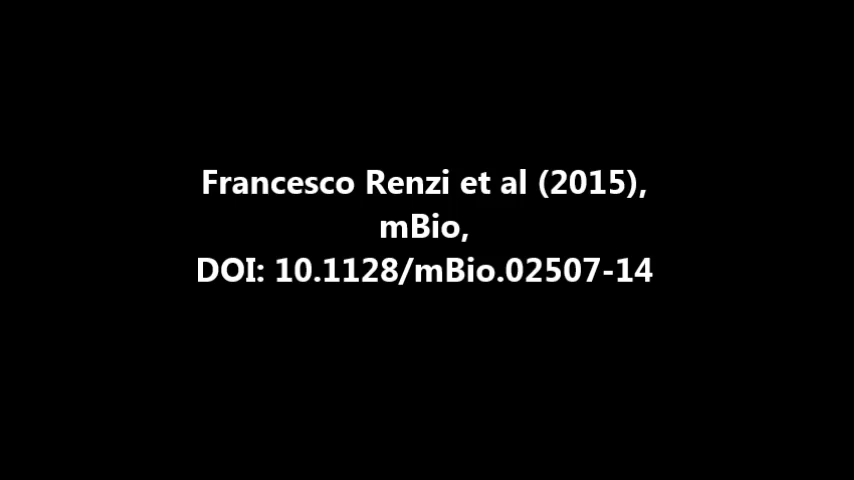 Francesco Renzi et al (2015),
mBio,
DOI: 10.1128/mBio.02507-14